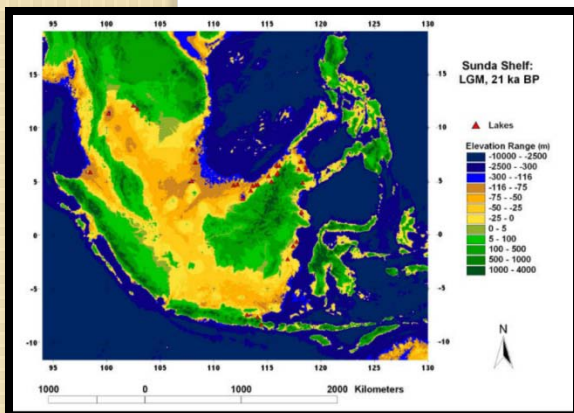 95 100 105 110 115 120 125 130
15 15
10 10
5 5
0 0
-5 -5
-10 -10
95 100 105 110 115 120 125 130
Sunda Shelf:
LGM, 21 ka BP
Lakes
Elevation Range (m)
-10000 - -2500
-2500 - -300
-300 - -116
-116 - -75
-75 - -50
-50 - -25
-25 - 0
0 - 5
5 - 100
100 - 500
500 - 1000
1000 - 4000
N
1000 0 1000 2000 Kilometers